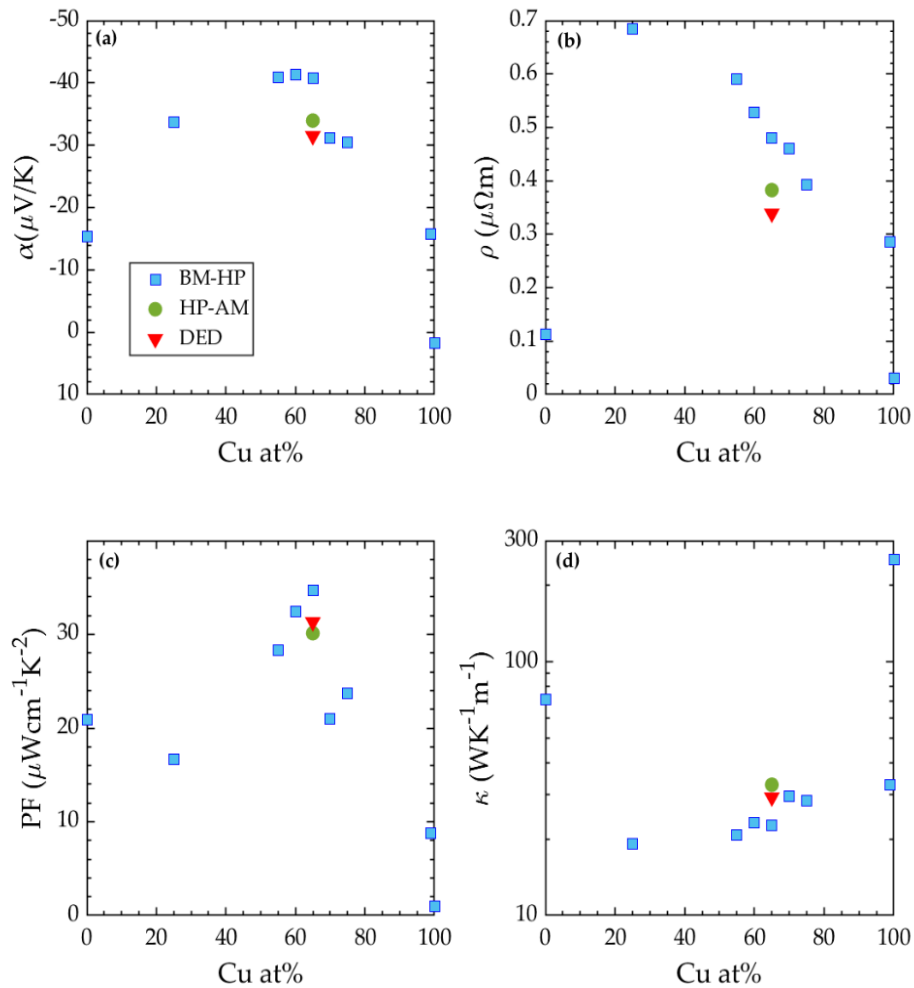 (a)
-50
-40
-30
-20
-10
0
10
α(μV/K)
BM-HP
HP-AM
DED
0 20 40 60 80 100
Cu at%
(b)
0.7
0.6
0.5
0.4
0.3
0.2
0.1
0
ρ (μΩm)
0 20 40 60 80 100
Cu at%
(c)
30
20
10
0
PF (μWcm⁻¹K⁻²)
0 20 40 60 80 100
Cu at%
(d)
300
100
10
κ (WK⁻¹m⁻¹)
0 20 40 60 80 100
Cu at%